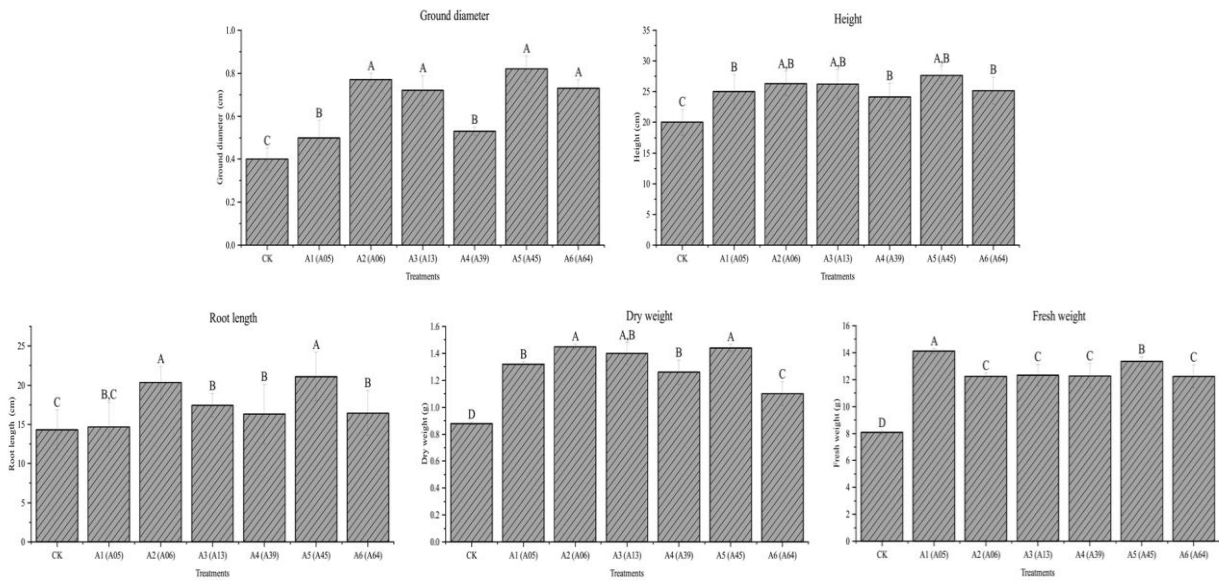 Ground diameter
1.0
0.8
0.6
0.4
0.2
0.0
Ground diameter (cm)
C
B
A
A
B
A
A
CK
A1 (A05)
A2 (A06)
A3 (A13)
A4 (A39)
A5 (A45)
A6 (A64)
Treatments
Height
35
30
25
20
15
10
5
0
Height (cm)
C
B
A,B
A,B
B
A,B
B
CK
A1 (A05)
A2 (A06)
A3 (A13)
A4 (A39)
A5 (A45)
A6 (A64)
Treatments
Root length
25
20
15
10
5
0
Root length (cm)
C
B,C
A
B
B
A
B
CK
A1 (A05)
A2 (A06)
A3 (A13)
A4 (A39)
A5 (A45)
A6 (A64)
Treatments
Dry weight
1.6
1.4
1.2
1.0
0.8
0.6
0.4
0.2
0.0
Dry weight (g)
D
B
A
A,B
B
A
C
CK
A1 (A05)
A2 (A06)
A3 (A13)
A4 (A39)
A5 (A45)
A6 (A64)
Treatments
Fresh weight
16
14
12
10
8
6
4
2
0
Fresh weight (g)
D
A
C
C
C
B
C
CK
A1 (A05)
A2 (A06)
A3 (A13)
A4 (A39)
A5 (A45)
A6 (A64)
Treatments